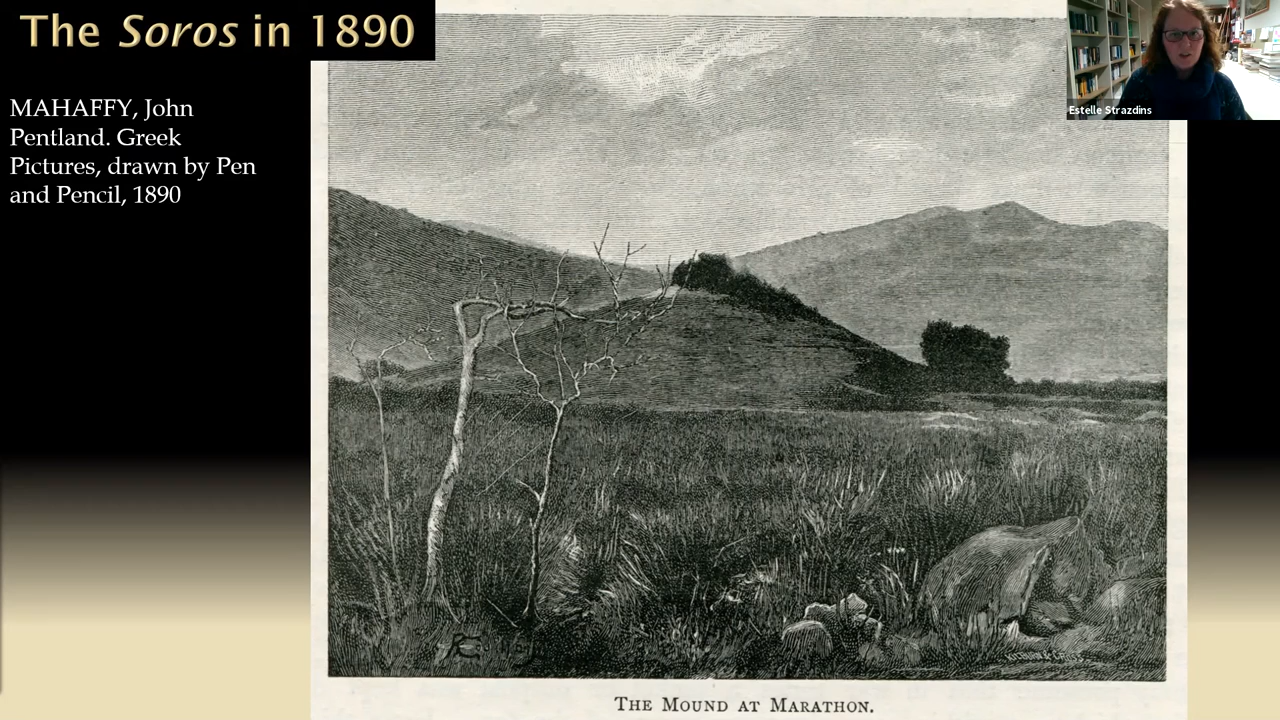 The Soros in 1890
MAHAFFY, John
Pentland. Greek
Pictures, drawn by Pen
and Pencil, 1890
Estelle Strazdins
THE MOUND AT MARATHON.